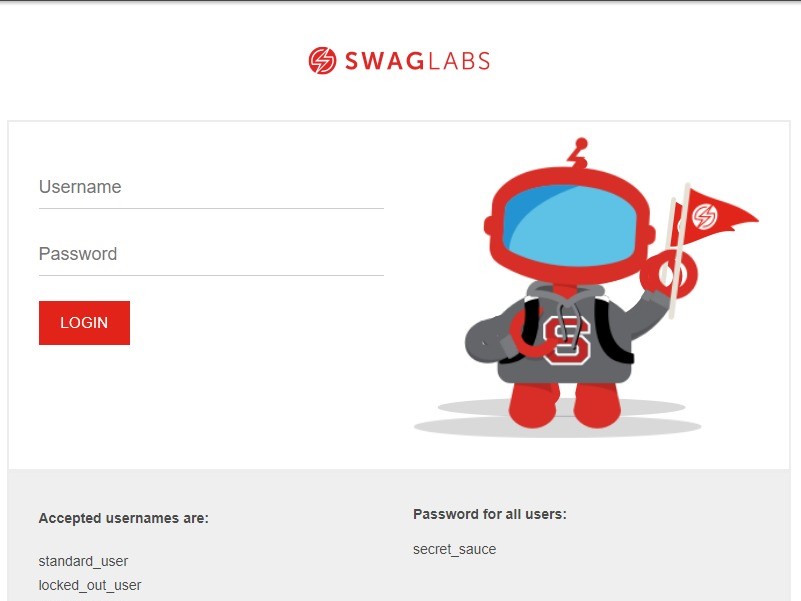 SWAGLABS
Username
Password
LOGIN
S
Accepted usernames are:
standard_user
locked_out_user
Password for all users:
secret_sauce